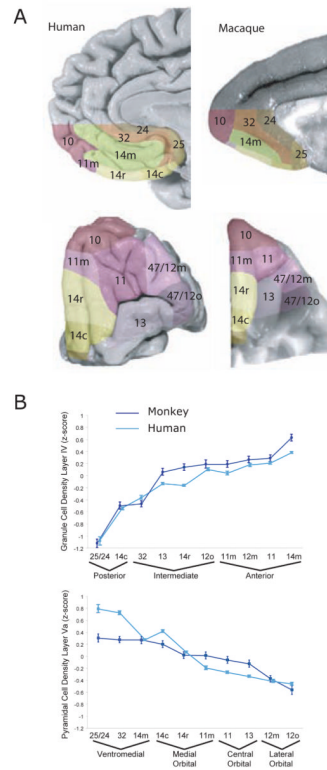 A
Human
Macaque
10
32
24
25
14m
11m
14r
14c
10
32
24
14m
25
10
11m
11
47/12m
14r
47/12o
13
14c
10
11m
11
47/12m
14r
13
47/12o
14c
B
Monkey
Human
Granule Cell Density Layer IV (z-score)
1
0.8
0.6
0.4
0.2
0
-0.2
-0.4
-0.6
-0.8
-1
-1.2
25/24 14c 32 13 14r 12o 11m 12m 11 14m
Posterior Intermediate Anterior
Pyramidal Cell Density Layer Va (z-score)
1
0.8
0.6
0.4
0.2
0
-0.2
-0.4
-0.6
-0.8
-1
-1.2
25/24 32 14m 14c 14r 11m 11 13 12m 12o
Ventromedial Medial Orbital Central Orbital Lateral Orbital